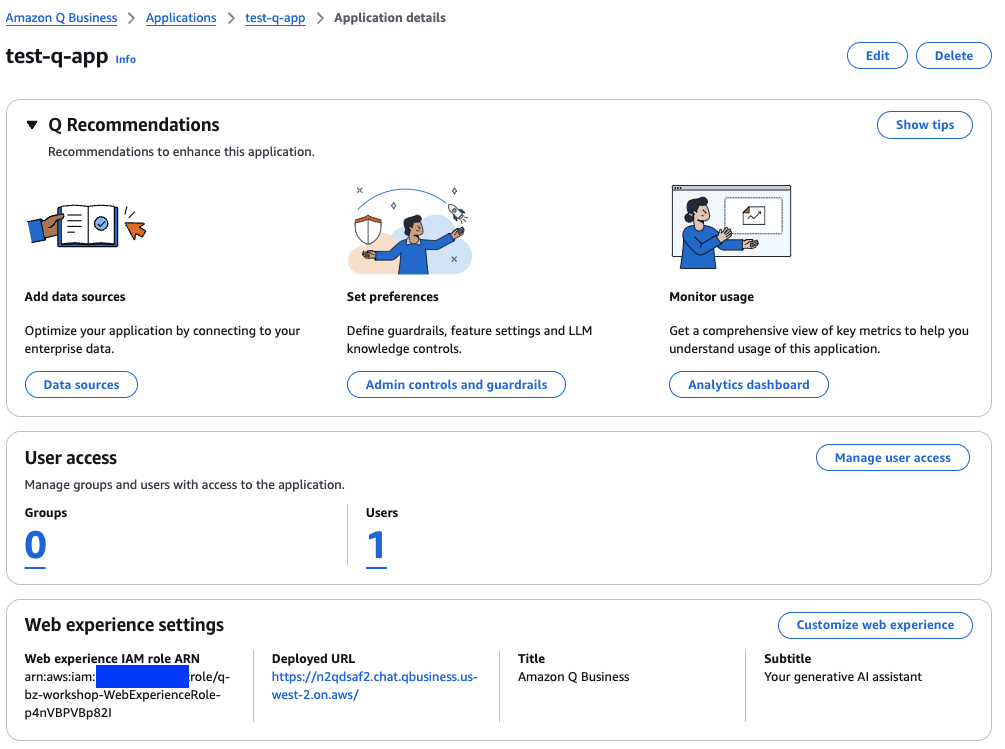 Amazon Q Business > Applications > test-q-app > Application details
test-q-app Info
Edit
Delete
Q Recommendations
Show tips
Recommendations to enhance this application.
Add data sources
Optimize your application by connecting to your
enterprise data.
Data sources
Set preferences
Define guardrails, feature settings and LLM
knowledge controls.
Admin controls and guardrails
Monitor usage
Get a comprehensive view of key metrics to help you
understand usage of this application.
Analytics dashboard
User access
Manage user access
Manage groups and users with access to the application.
Groups
0
Users
1
Web experience settings
Customize web experience
Web experience IAM role ARN
arn:aws:iam: :role/q-
bz-workshop-WebExperienceRole-
p4nVBPVBp82I
Deployed URL
https://n2qdsaf2.chat.qbusiness.us-
west-2.on.aws/
Title
Amazon Q Business
Subtitle
Your generative AI assistant